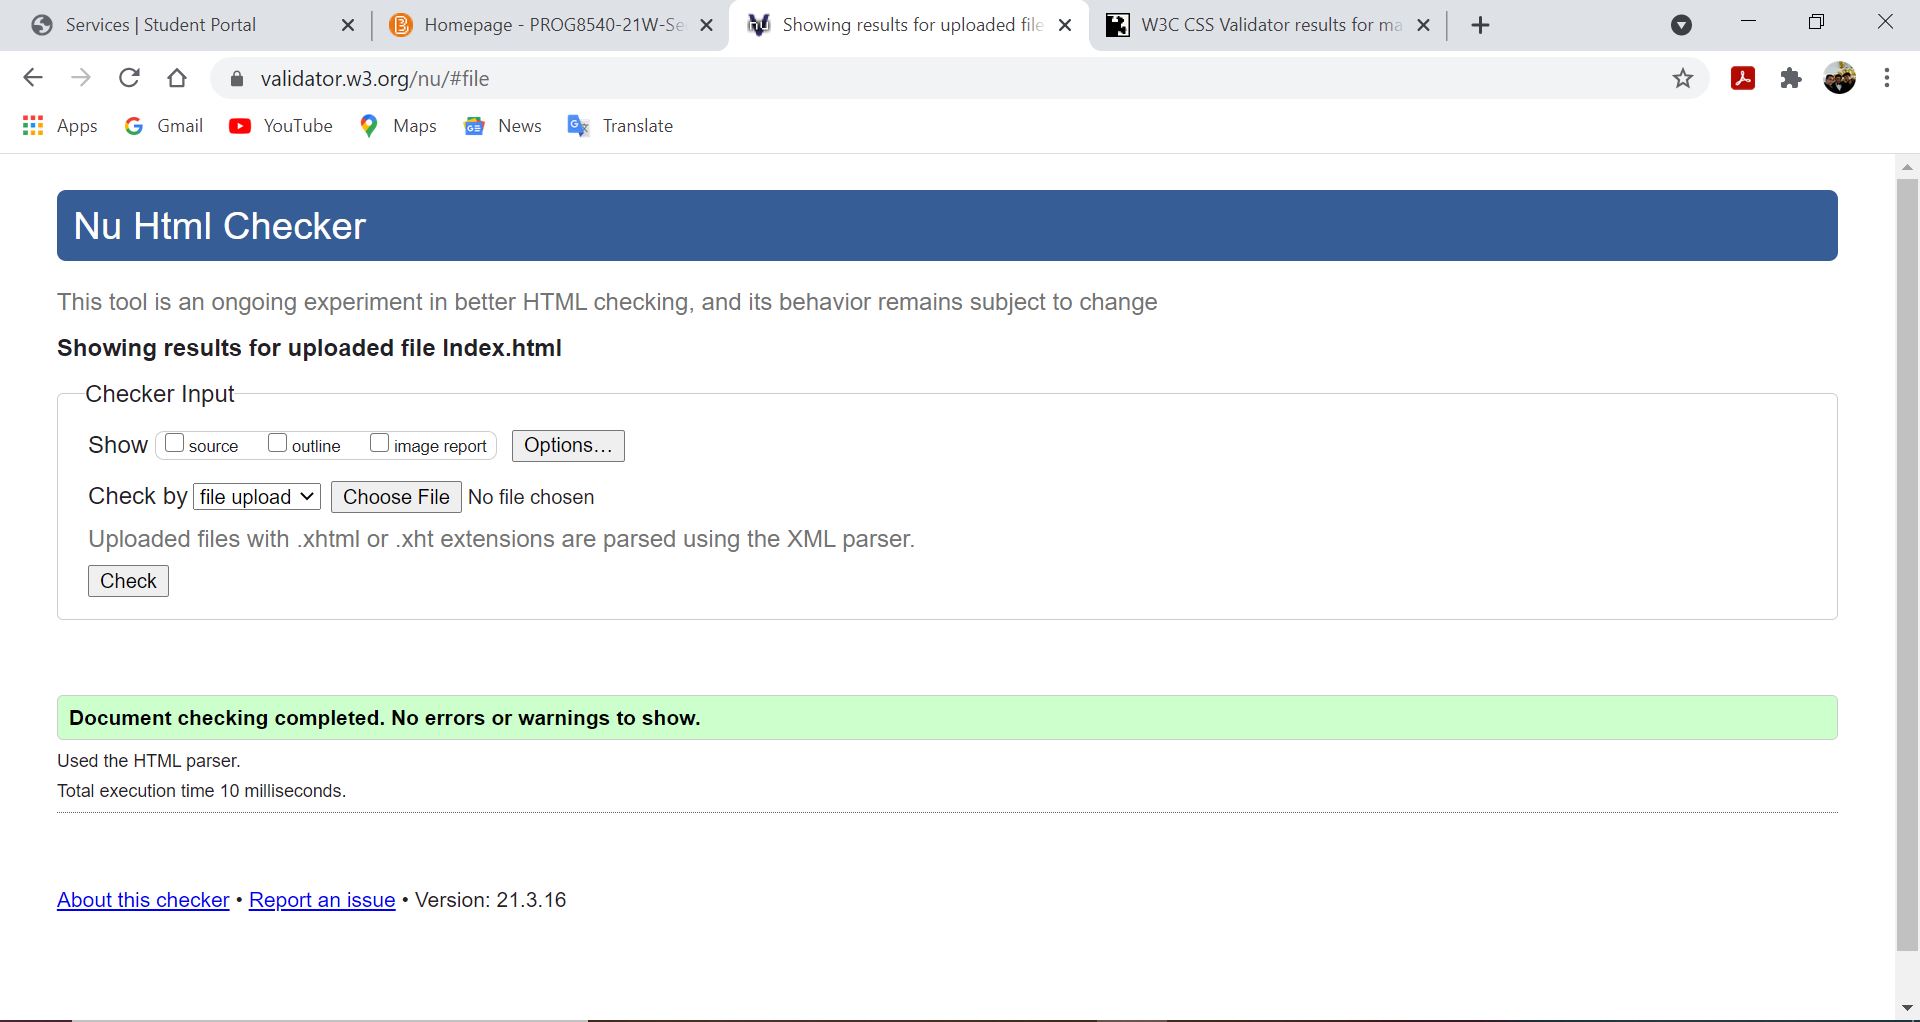 Services | Student Portal
Homepage - PROG8540-21W-Se
Showing results for uploaded file
W3C CSS Validator results for ma
validator.w3.org/nu/#file
Apps
Gmail
YouTube
Maps
News
Translate
Nu Html Checker
This tool is an ongoing experiment in better HTML checking, and its behavior remains subject to change
Showing results for uploaded file Index.html
Checker Input
Show source outline image report Options...
Check by file upload Choose File No file chosen
Uploaded files with .xhtml or .xht extensions are parsed using the XML parser.
Check
Document checking completed. No errors or warnings to show.
Used the HTML parser.
Total execution time 10 milliseconds.
About this checker • Report an issue • Version: 21.3.16